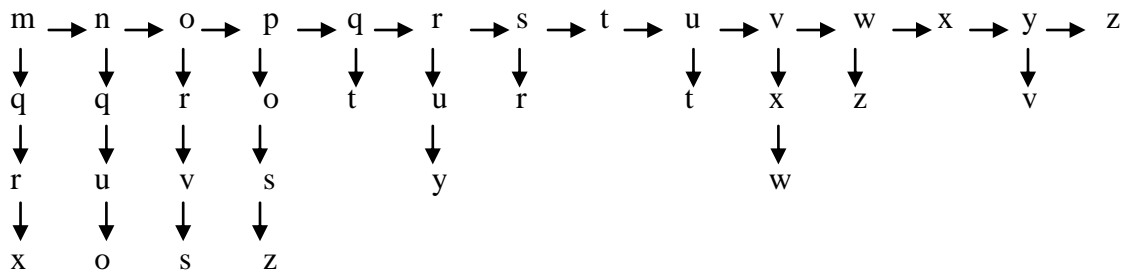 m n o p q r s t u v w x y z
q q r o t u r t x z v
r u v s y w
x o s z